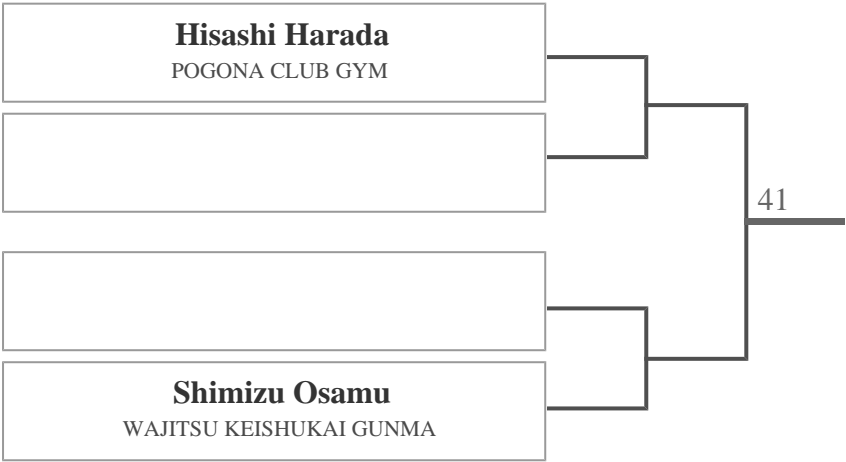 Hisashi Harada
POGONA CLUB GYM
41
Shimizu Osamu
WAJITSU KEISHUKAI GUNMA